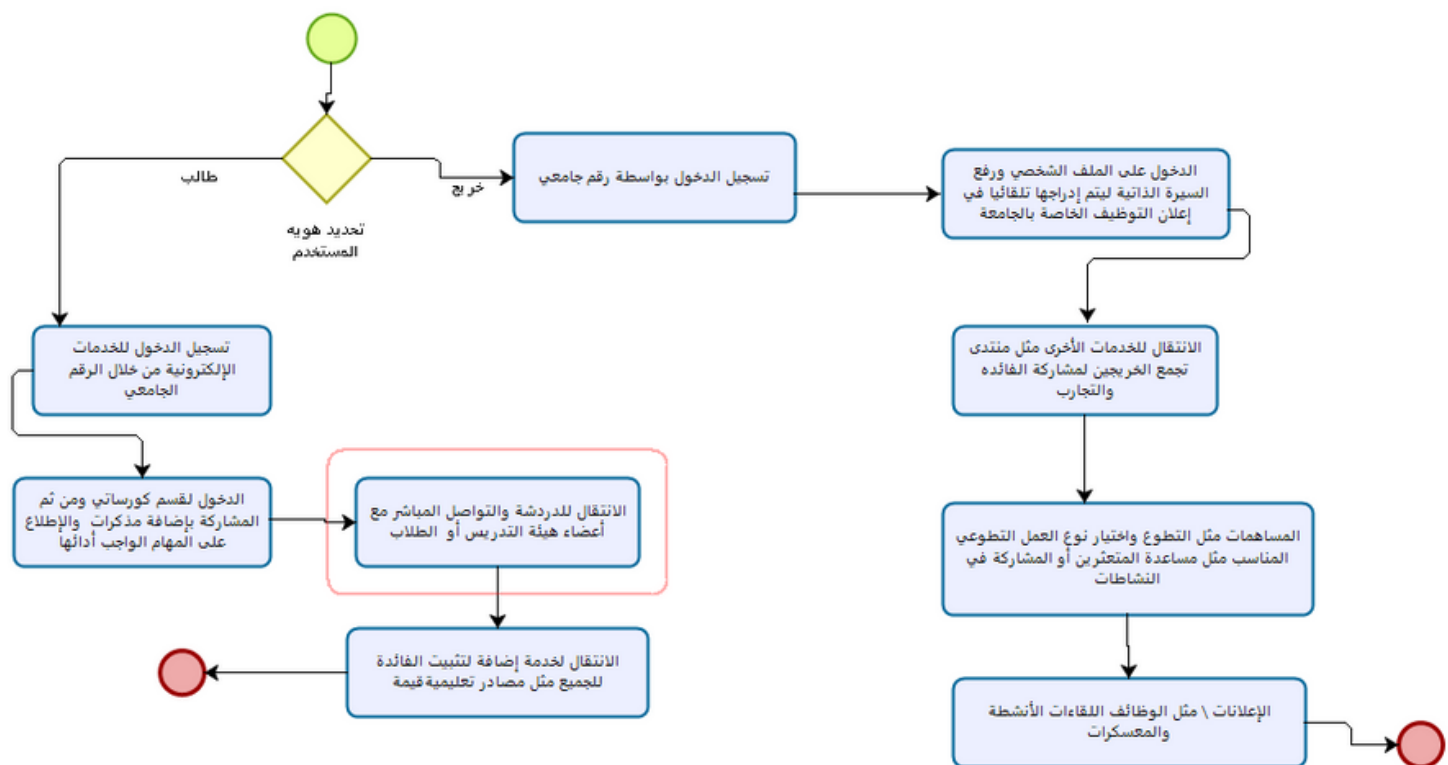 طالب
خريج
تحديد هويه
المستخدم
تسجيل الدخول بواسطة رقم جامعي
الدخول على الملف الشخصي ورفع
السيرة الذاتية ليتم إدراجها تلقائيا في
إعلان التوظيف الخاصة بالجامعة
الانتقال للخدمات الأخرى مثل منتدى
تجمع الخريجين لمشاركة الفائده
والتجارب
المساهمات مثل التطوع واختيار نوع العمل التطوعي
المناسب مثل مساعدة المتعثرين أو المشاركة في
النشاطات
الإعلانات \ مثل الوظائف اللقاءات الأنشطة
والمعسكرات
تسجيل الدخول للخدمات
الإلكترونية من خلال الرقم
الجامعي
الدخول لقسم كورساتي ومن ثم
المشاركة بإضافة مذكرات والإطلاع
على المهام الواجب أدائها
الانتقال للدردشة والتواصل المباشر مع
أعضاء هيئة التدريس أو الطلاب
الانتقال لخدمة إضافة لتثبيت الفائدة
للجميع مثل مصادر تعليمية قيمة